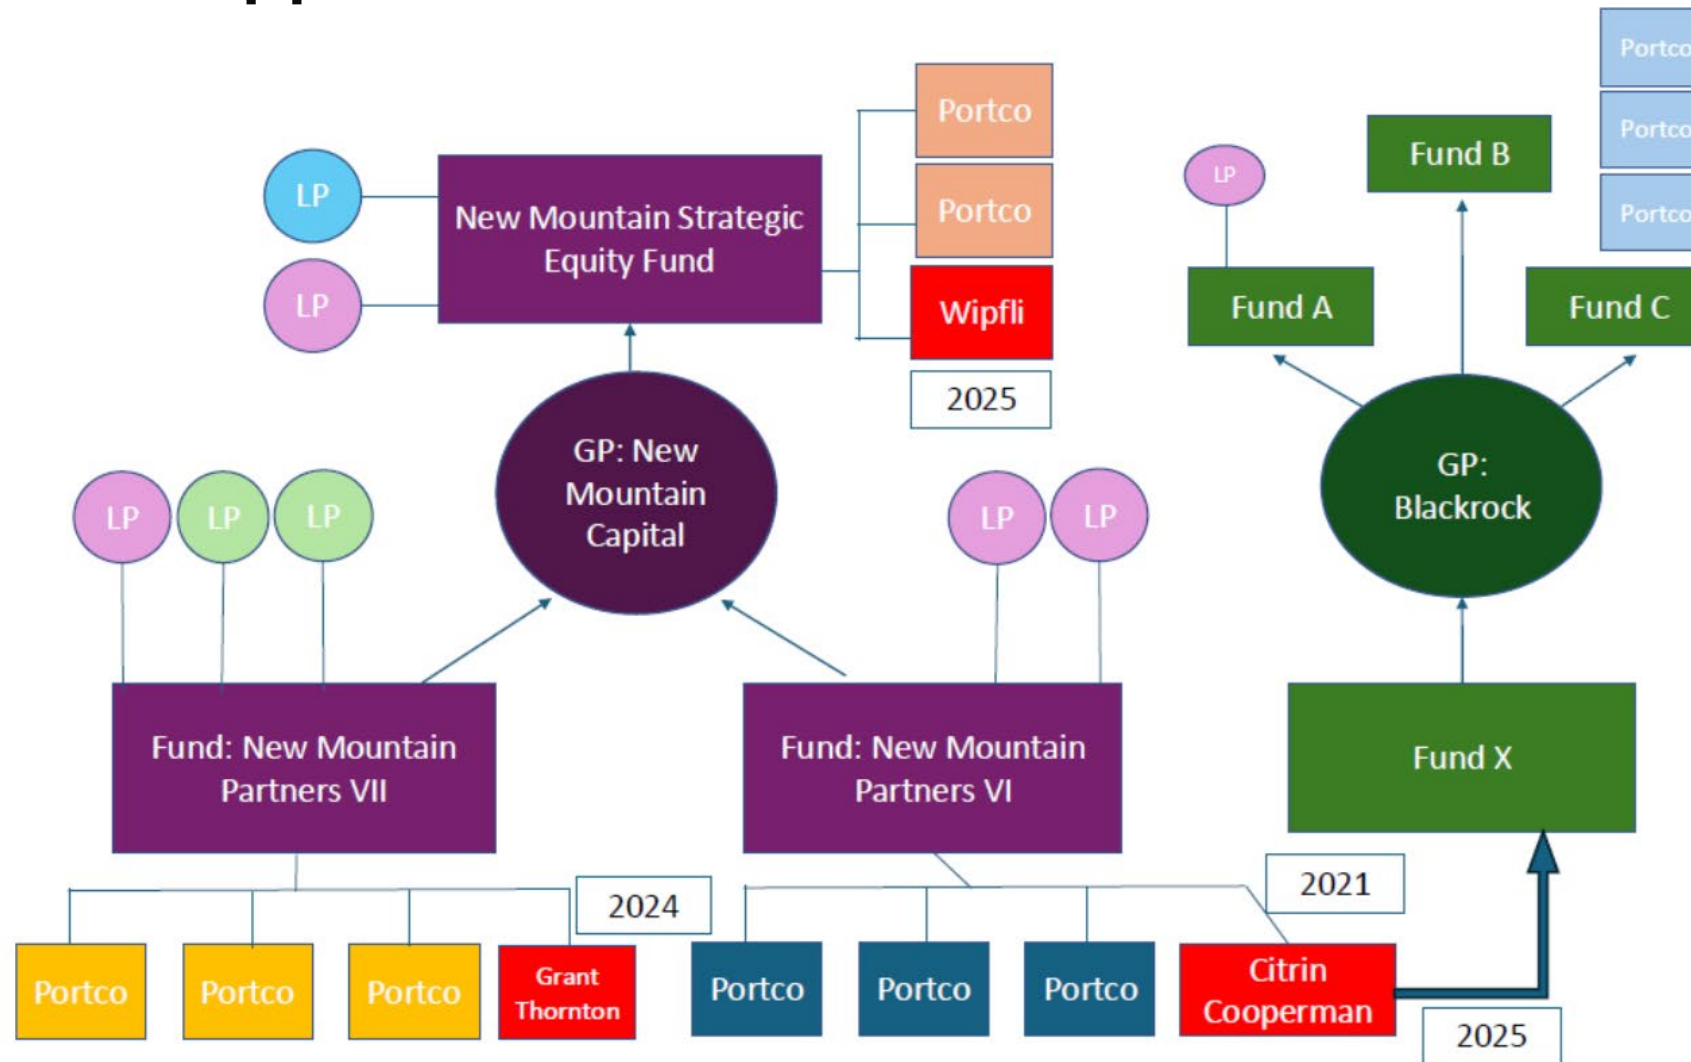 Portco
Portco
Portco
Portco
Portco
Wipfli
2025
LP
LP
New Mountain Strategic
Equity Fund
LP
Fund B
Fund A
Fund C
GP: New
Mountain
Capital
GP:
Blackrock
LP
LP
LP
LP
LP
Fund: New Mountain
Partners VII
Fund: New Mountain
Partners VI
Fund X
2024
2021
Portco
Portco
Portco
Grant
Thornton
Portco
Portco
Portco
Citrin
Cooperman
2025